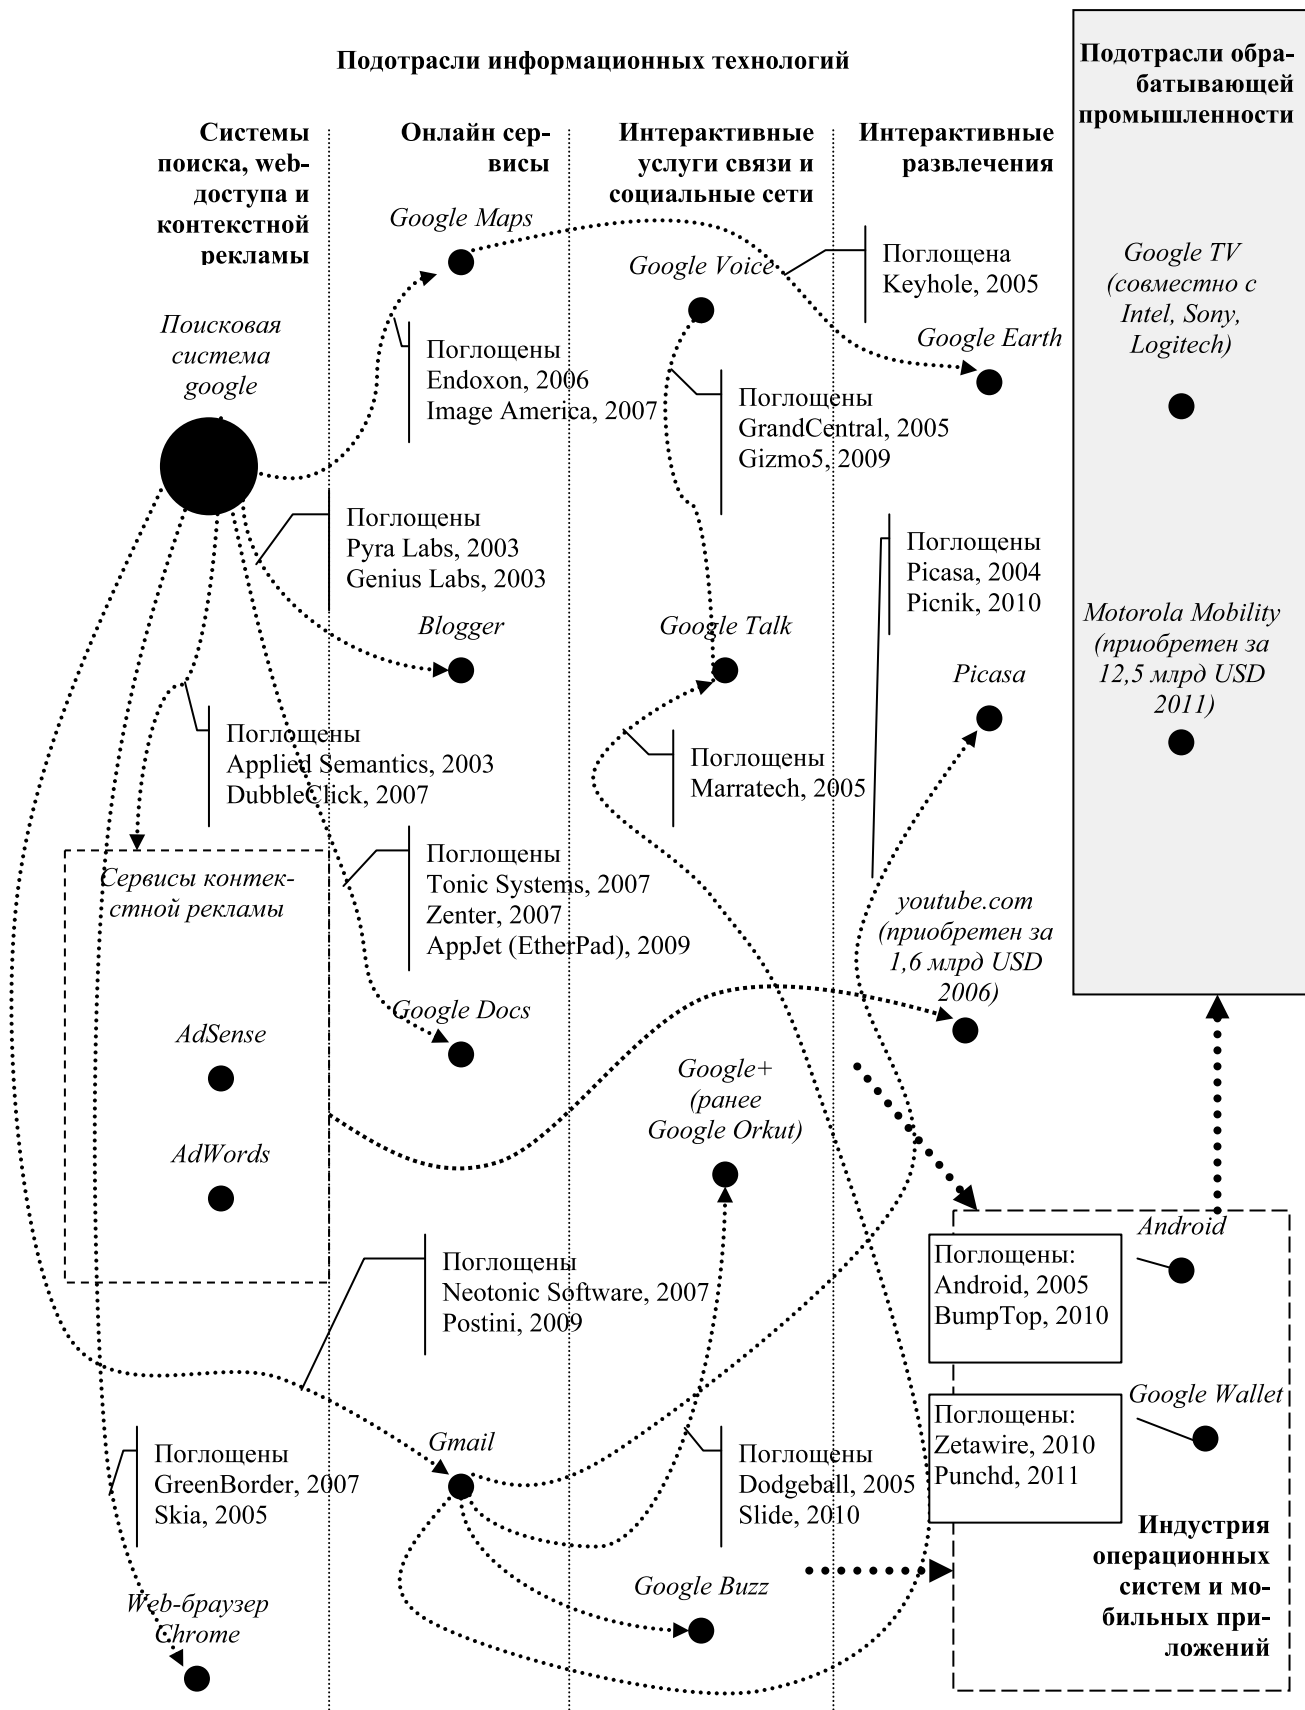 Подотрасли информационных технологий
Подотрасли обра-
батывающей
промышленности
Системы
поиска, web-
доступа и
контекстной
рекламы
Онлайн сер-
висы
Интерактивные
услуги связи и
социальные сети
Интерактивные
развлечения
Google Maps
Google Voice
Поглощена
Keyhole, 2005
Google TV
(совместно с
Intel, Sony,
Logitech)
Поисковая
система
google
Поглощены
Endoxon, 2006
Image America, 2007
Google Earth
Поглощены
GrandCentral, 2005
Gizmo5, 2009
Поглощены
Pyra Labs, 2003
Genius Labs, 2003
Поглощены
Picasa, 2004
Picnik, 2010
Blogger
Google Talk
Picasa
Motorola Mobility
(приобретен за
12,5 млрд USD
2011)
Поглощены
Applied Semantics, 2003
DubbleClick, 2007
Поглощены
Marratech, 2005
Сервисы контек-
стной рекламы
Поглощены
Tonic Systems, 2007
Zenter, 2007
AppJet (EtherPad), 2009
youtube.com
(приобретен за
1,6 млрд USD
2006)
Google Docs
AdSense
Google+
(ранее
Google Orkut)
AdWords
Поглощены
Neotonic Software, 2007
Postini, 2009
Android
Поглощены:
Android, 2005
BumpTop, 2010
Google Wallet
Поглощены:
Zetawire, 2010
Punchd, 2011
Поглощены
GreenBorder, 2007
Skia, 2005
Gmail
Поглощены
Dodgeball, 2005
Slide, 2010
Индустрия
операционных
систем и мо-
бильных при-
ложений
Google Buzz
Web-браузер
Chrome